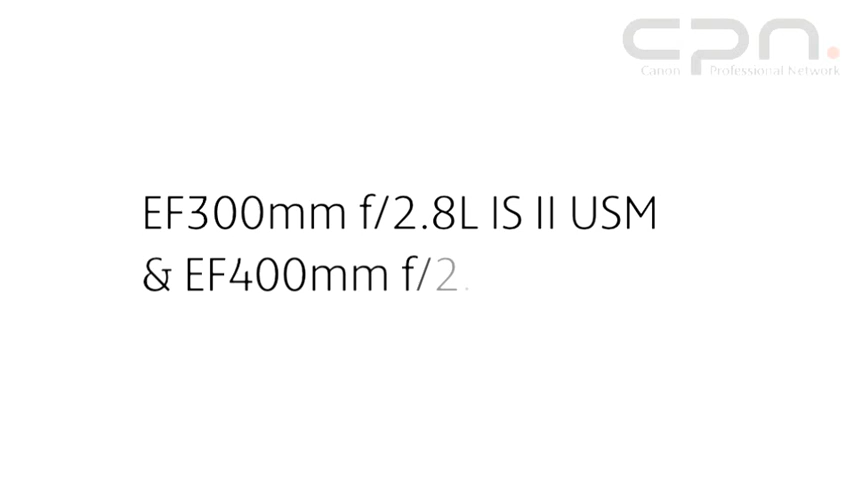 cpn.
Canon Professional Network
EF300mm f/2.8L IS II USM
& EF400mm f/2.